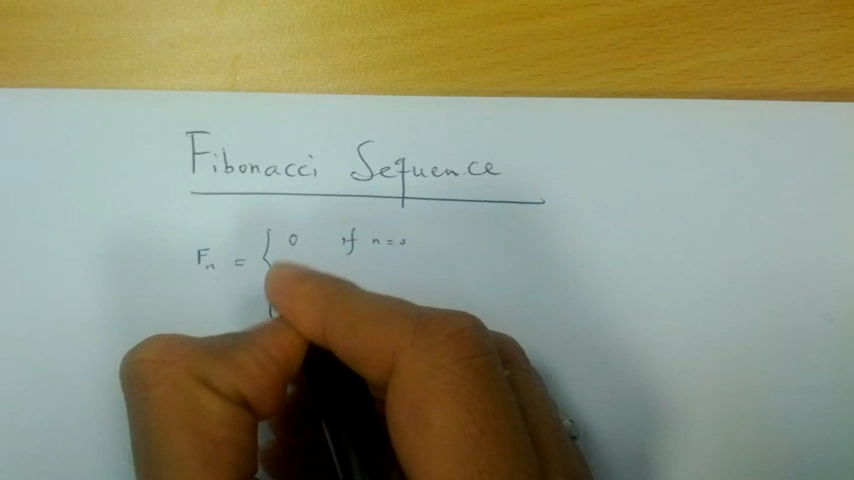 Fibonacci Sequence
Fn = { 0 if n=0